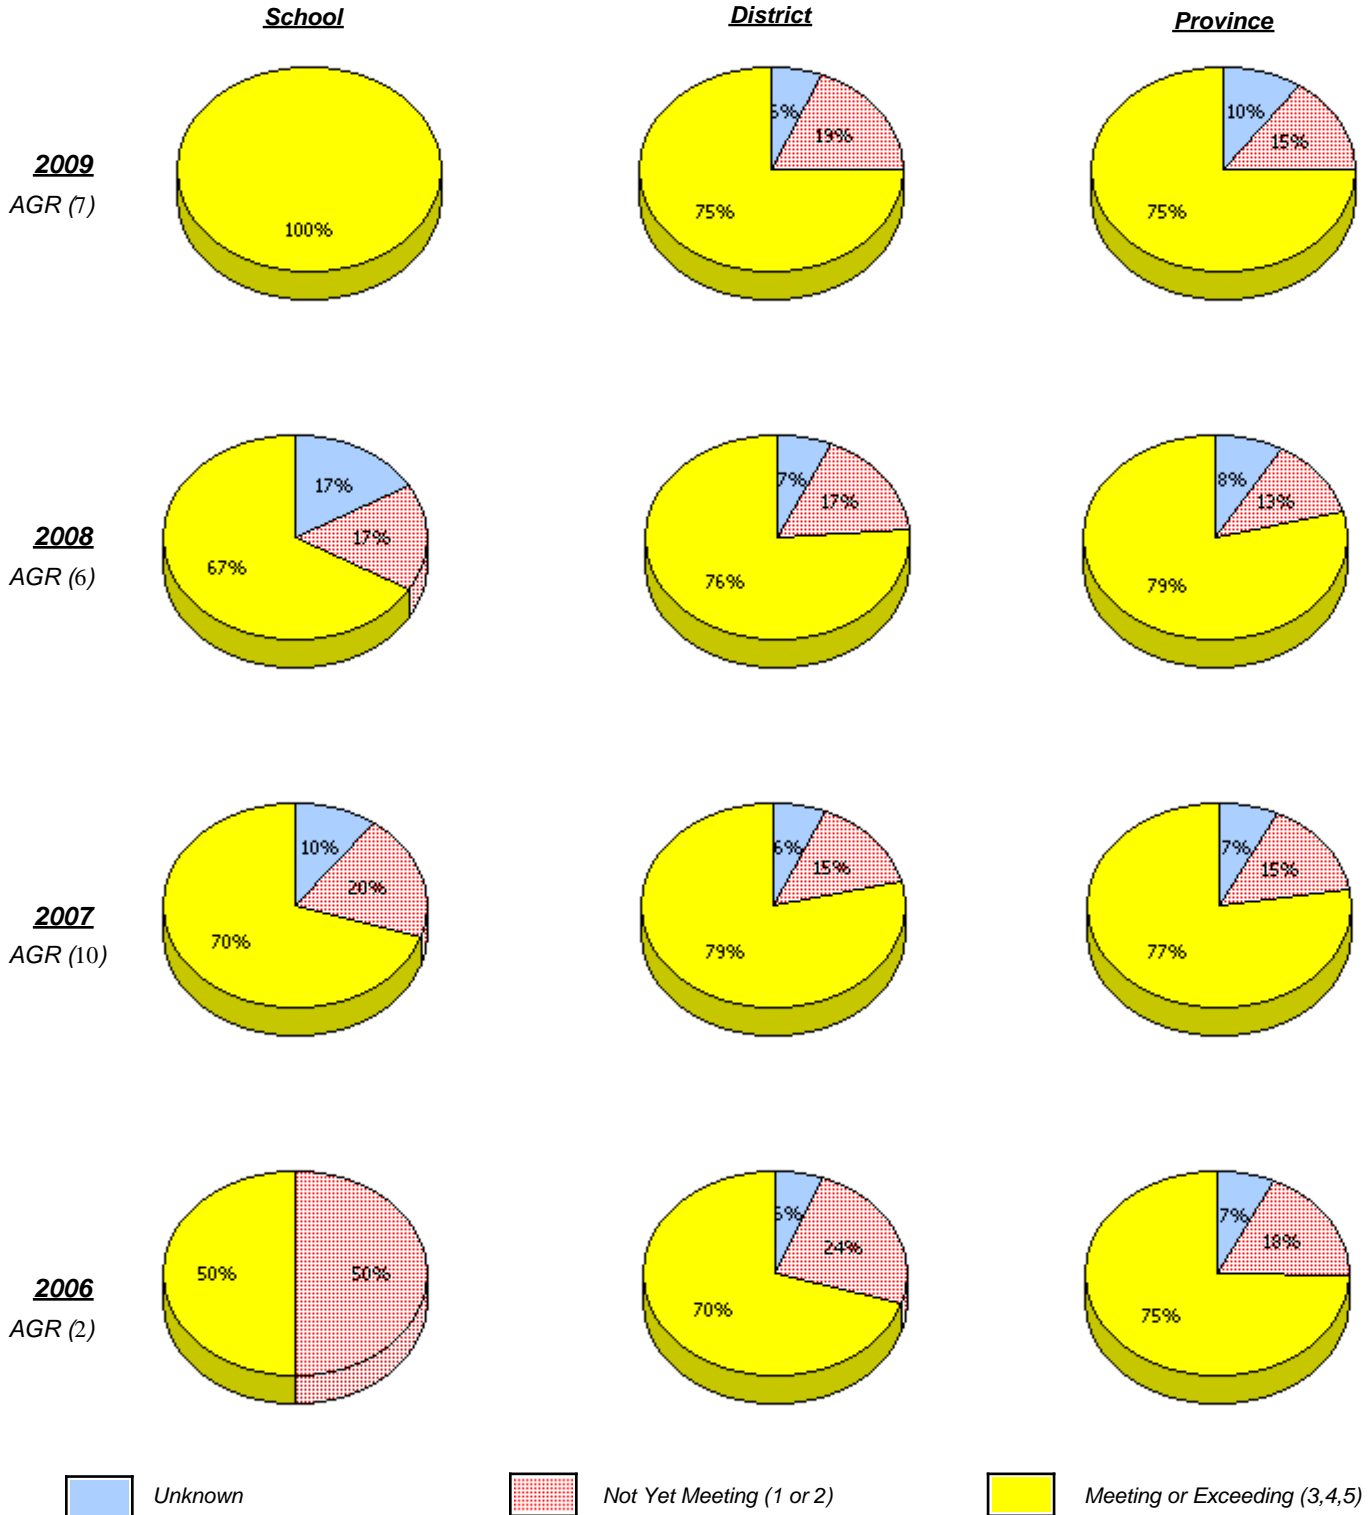 School District Province
10%
19% 15%
2009
AGR (7)
75% 75%
100%
17% 7% 8%
17% 13%
2008 17%
67%
AGR (6)
76% 79%
10% 6% 7%
20% 15% 15%
2007
70% 79% 77%
AGR (10)
7%
50% 50% 24% 18%
2006
70% 75%
AGR (2)
Unknown Not Yet Meeting (1 or 2) Meeting or Exceeding (3,4,5)